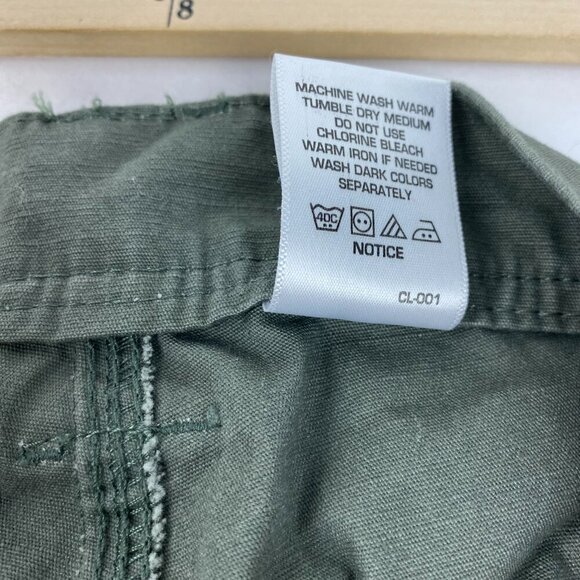 /8
MACHINE WASH WARM
TUMBLE DRY MEDIUM
DO NOT USE
CHLORINE BLEACH
WARM IRON IF NEEDED
WASH DARK COLORS
SEPARATELY
40C
NOTICE
CL-001